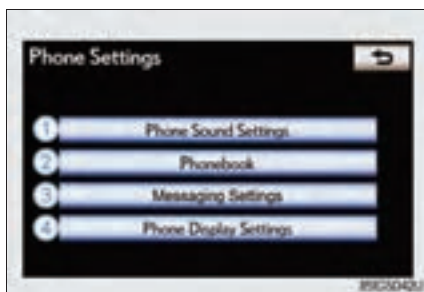 Phone Settings
1 Phone Sound Settings
2 Phonebook
3 Messaging Settings
4 Phone Display Settings